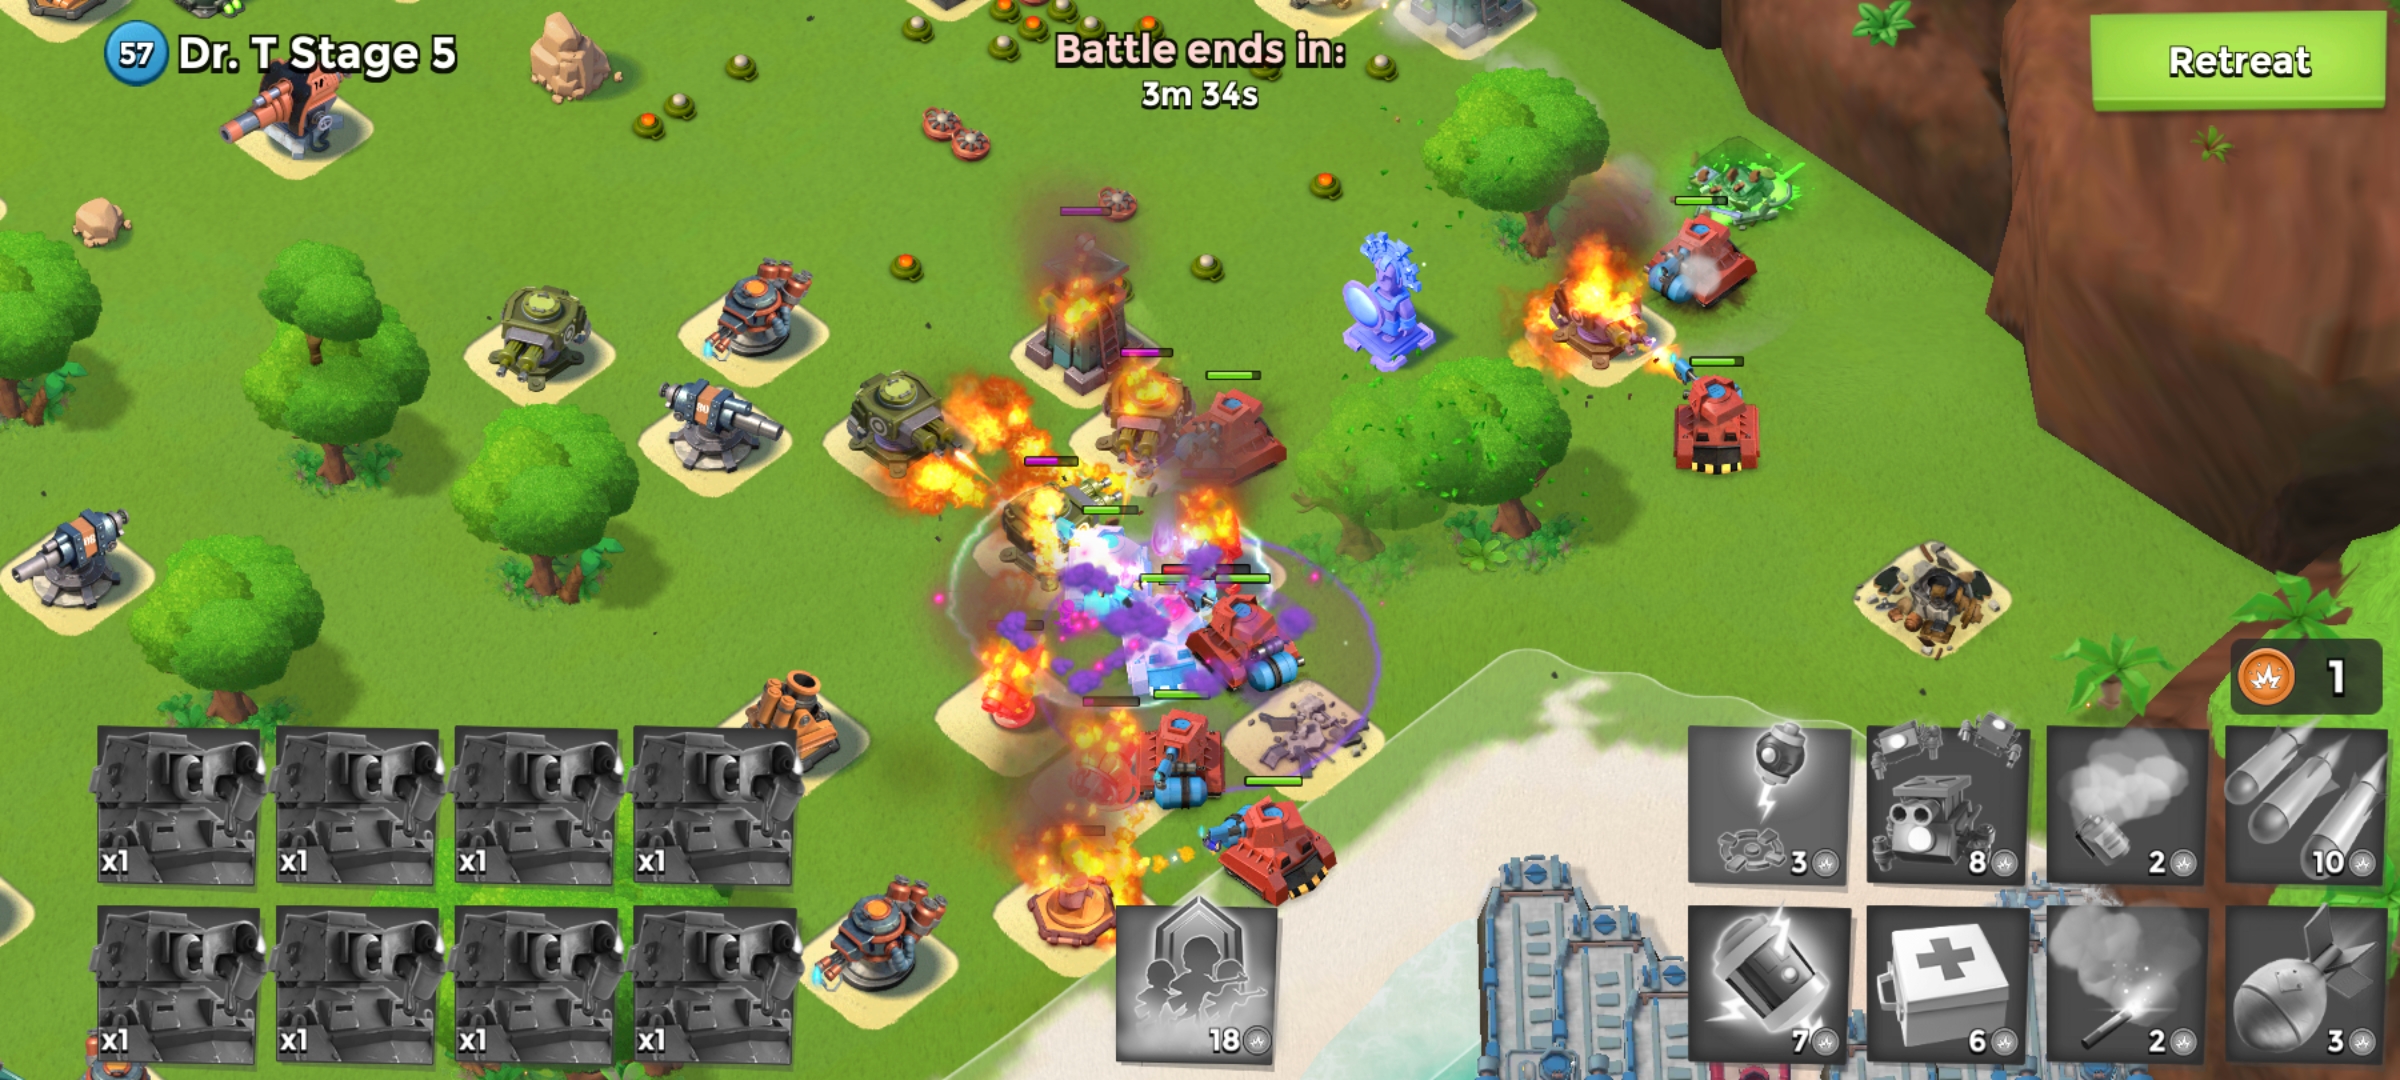 57 Dr. T Stage 5
Battle ends in:
3m 34s
Retreat
1
x1 x1 x1 x1
3 8 2 10
x1 x1 x1 x1
18
7 6 2 3